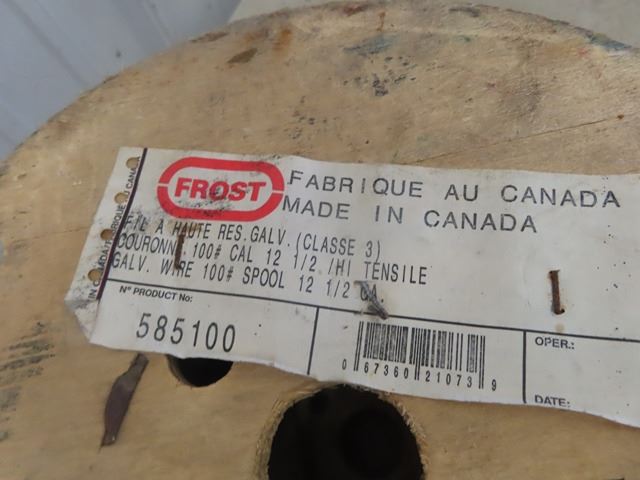 FROST
FABRIQUE AU CANADA
MADE IN CANADA
A HAUTE RES. GALV. (CLASSE 3)
COURONNE 100# CAL 12 1/2 /HI TENSILE
GALV. WIRE 100# SPOOL 12 1/2
Nº PRODUCT No:
585100
0 67360 21073 9
OPER.:
DATE: